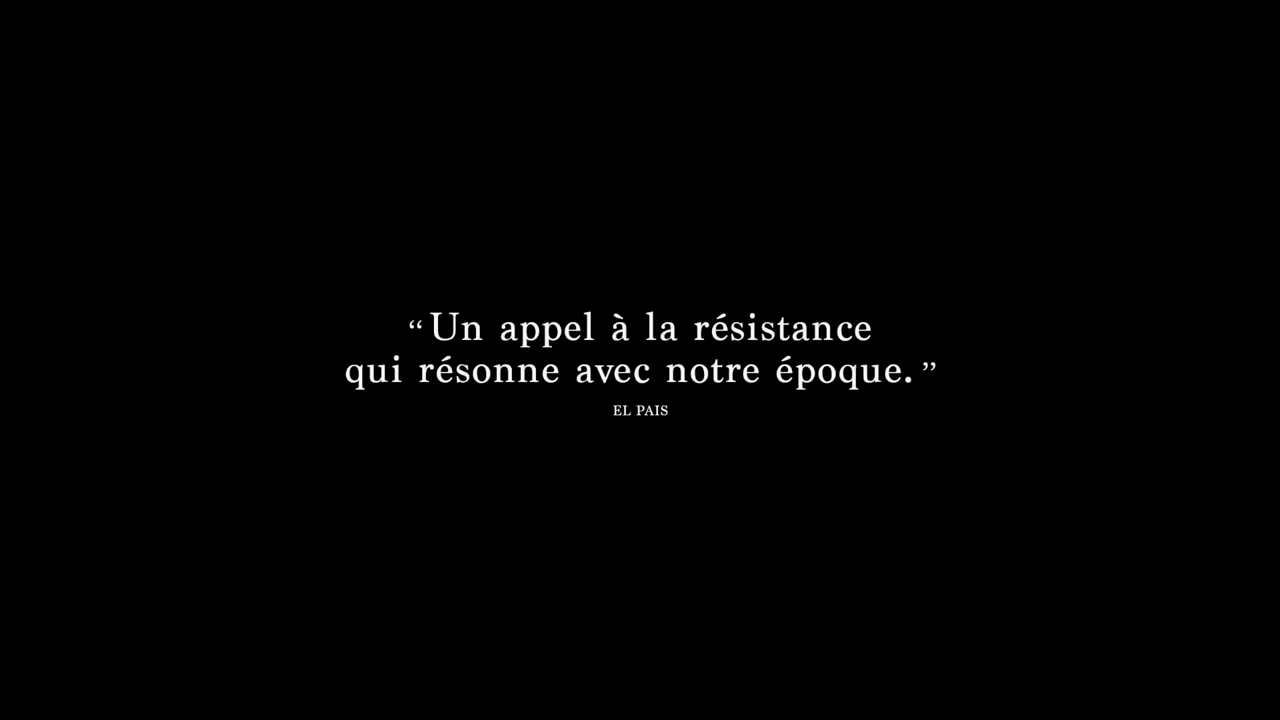 “ Un appel à la résistance
qui résonne avec notre époque. ”
EL PAIS